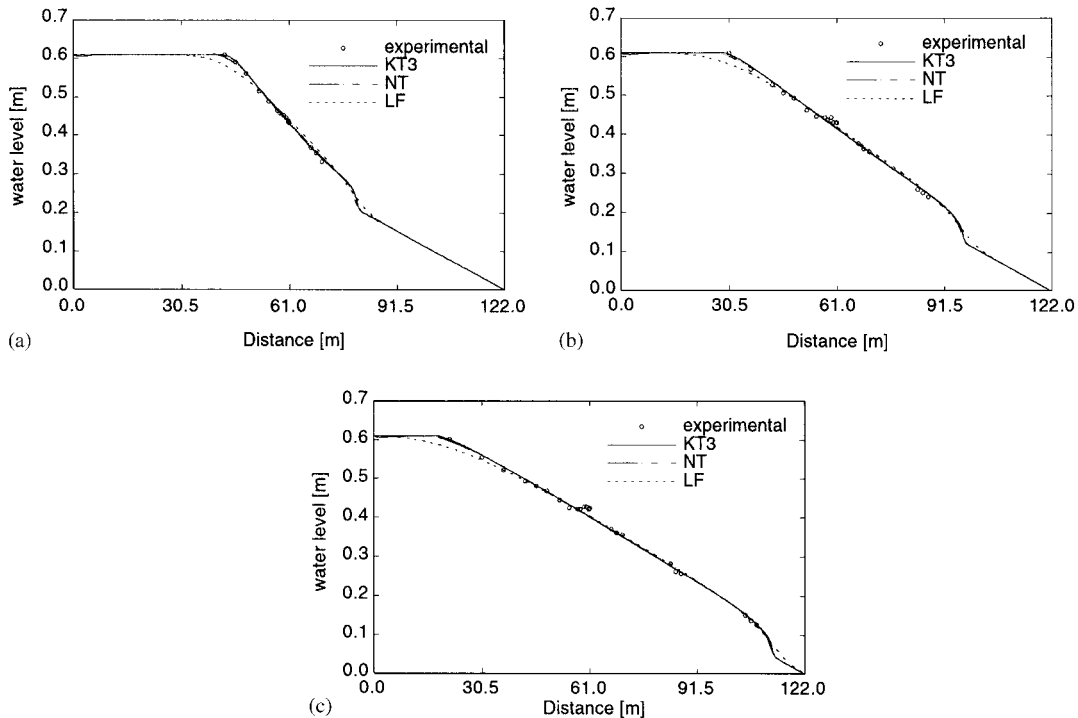 0.7
0.6
0.5
0.4
0.3
0.2
0.1
0.0
water level [m]
experimental
KT3
NT
LF
0.0 30.5 61.0 91.5 122.0
Distance [m]
(a)
0.7
0.6
0.5
0.4
0.3
0.2
0.1
0.0
water level [m]
experimental
KT3
NT
LF
0.0 30.5 61.0 91.5 122.0
Distance [m]
(b)
0.7
0.6
0.5
0.4
0.3
0.2
0.1
0.0
water level [m]
experimental
KT3
NT
LF
0.0 30.5 61.0 91.5 122.0
Distance [m]
(c)